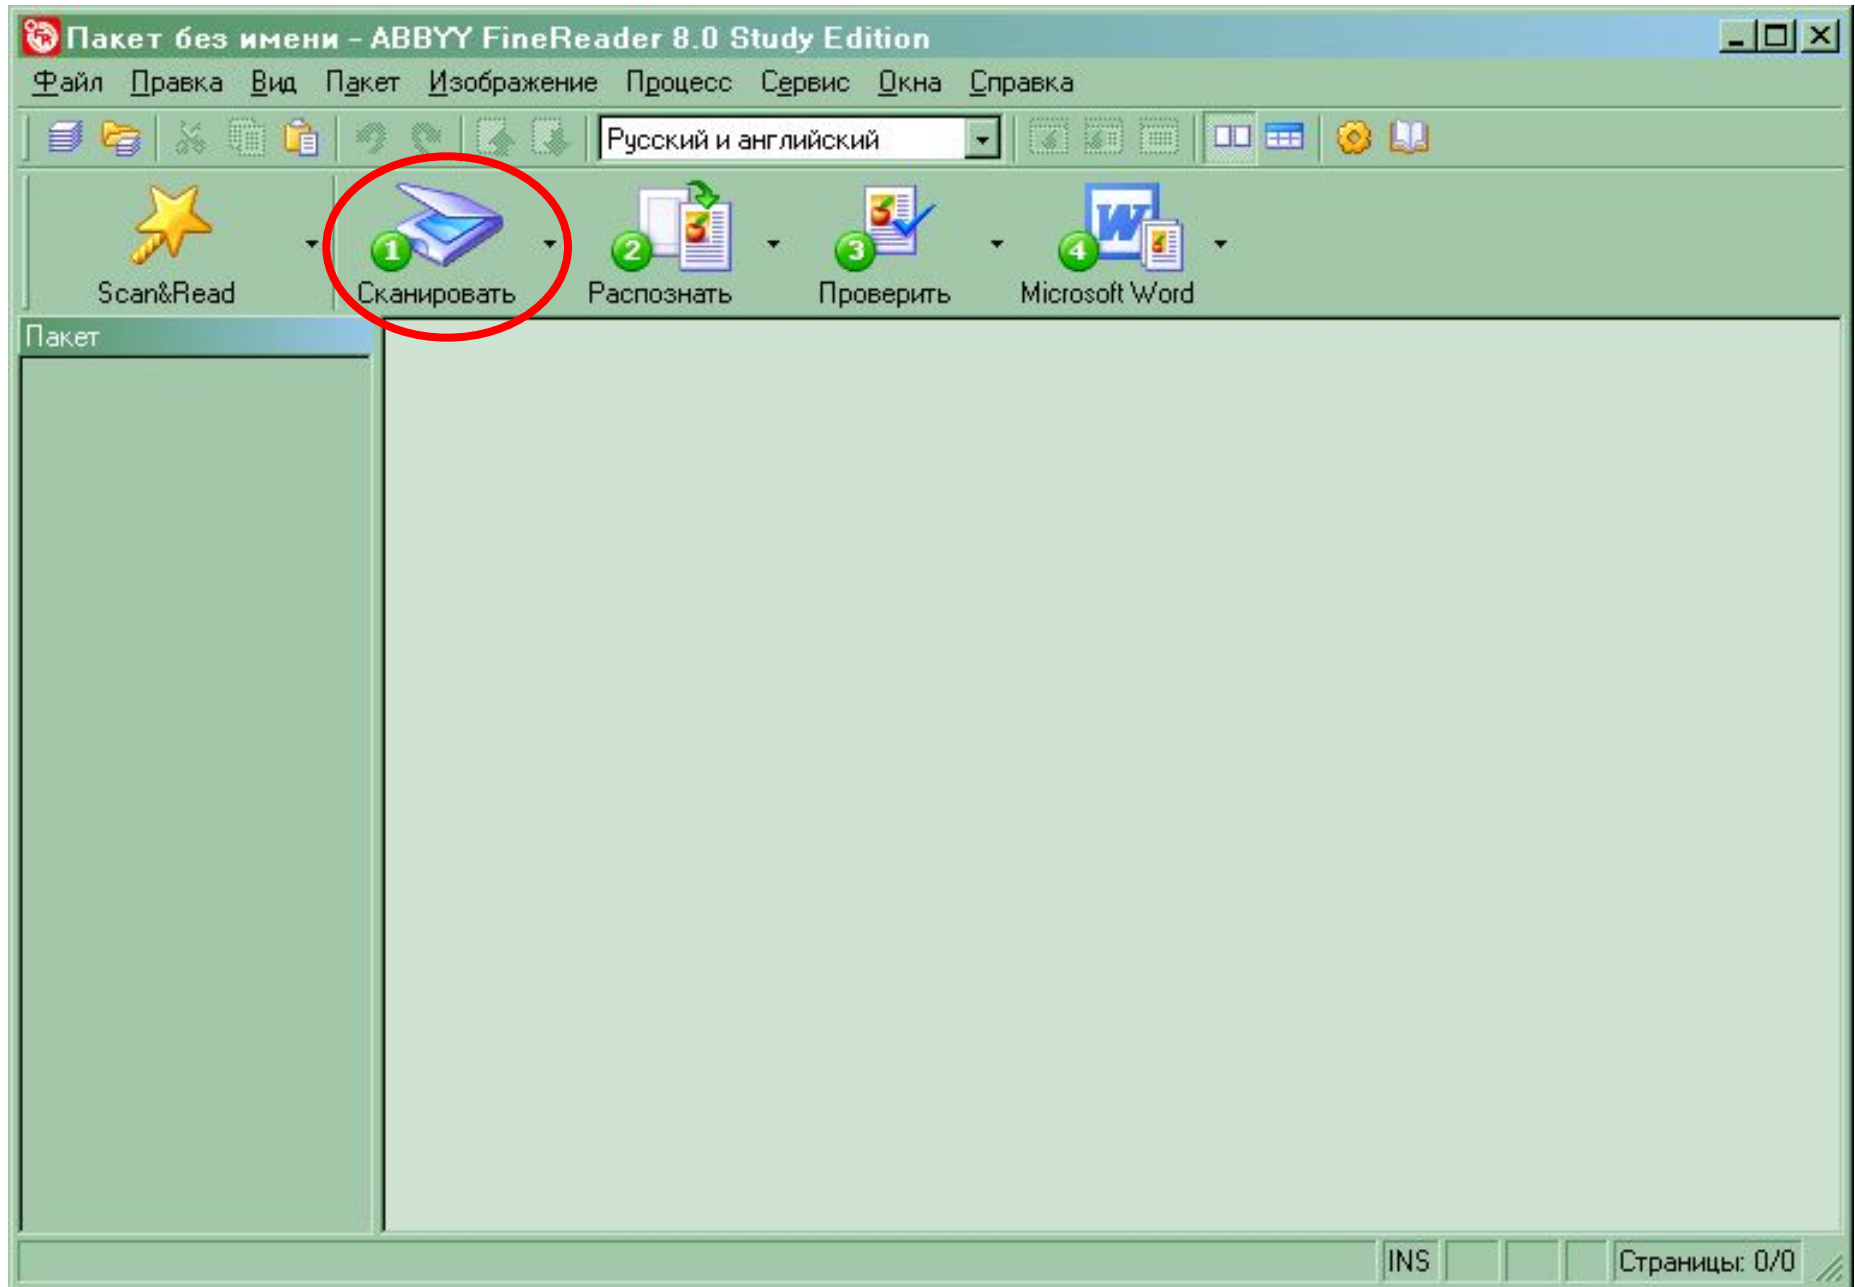 Пакет без имени - ABBYY FineReader 8.0 Study Edition
Файл Правка Вид Пакет Изображение Процесс Сервис Окна Справка
Русский и английский
1 2 3 W 4
Scan&Read Сканировать Распознать Проверить Microsoft Word
Пакет
INS Страницы: 0/0